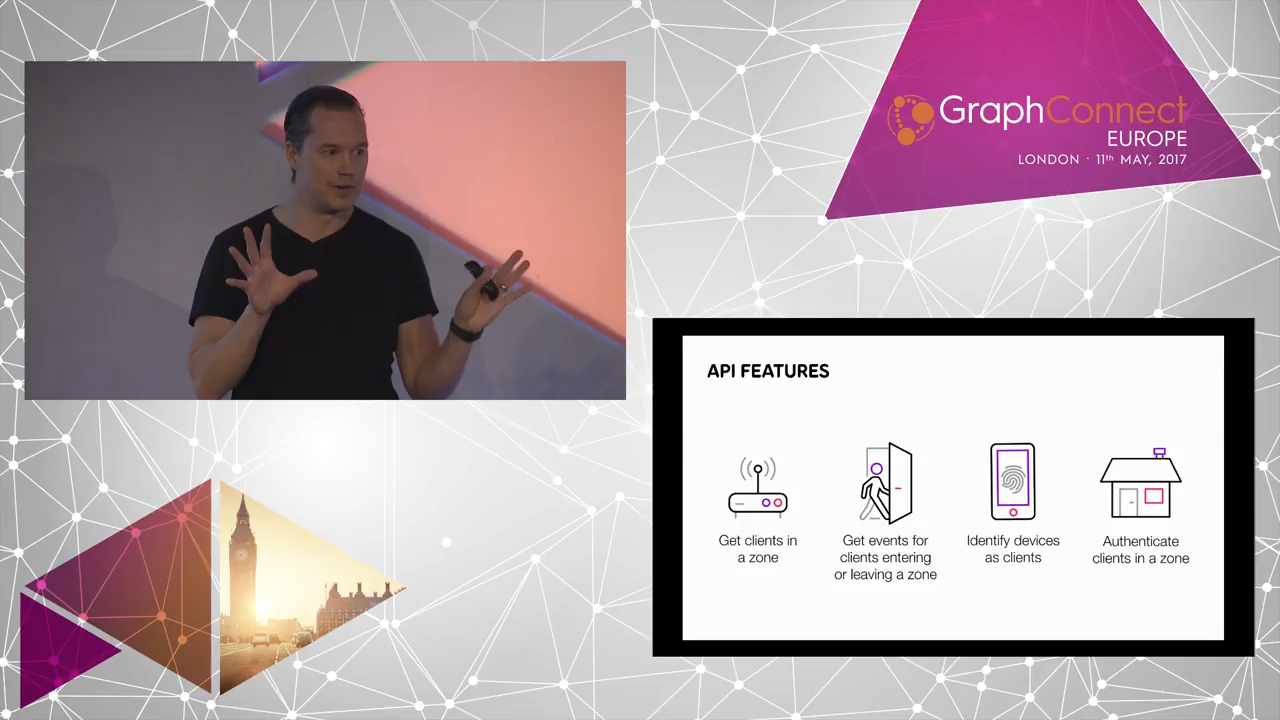 GraphConnect
EUROPE
LONDON · 11th MAY, 2017
API FEATURES
Get clients in
a zone
Get events for
clients entering
or leaving a zone
Identify devices
as clients
Authenticate
clients in a zone